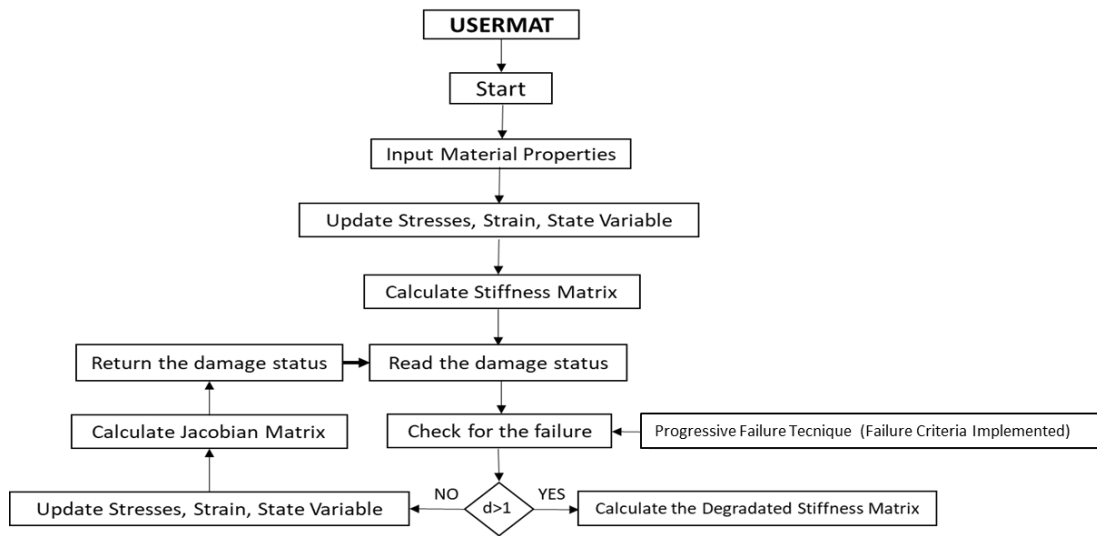 USERMAT
Start
Input Material Properties
Update Stresses, Strain, State Variable
Calculate Stiffness Matrix
Return the damage status
Read the damage status
Calculate Jacobian Matrix
Check for the failure
Progressive Failure Tecnique (Failure Criteria Implemented)
Update Stresses, Strain, State Variable
NO
d>1
YES
Calculate the Degradated Stiffness Matrix